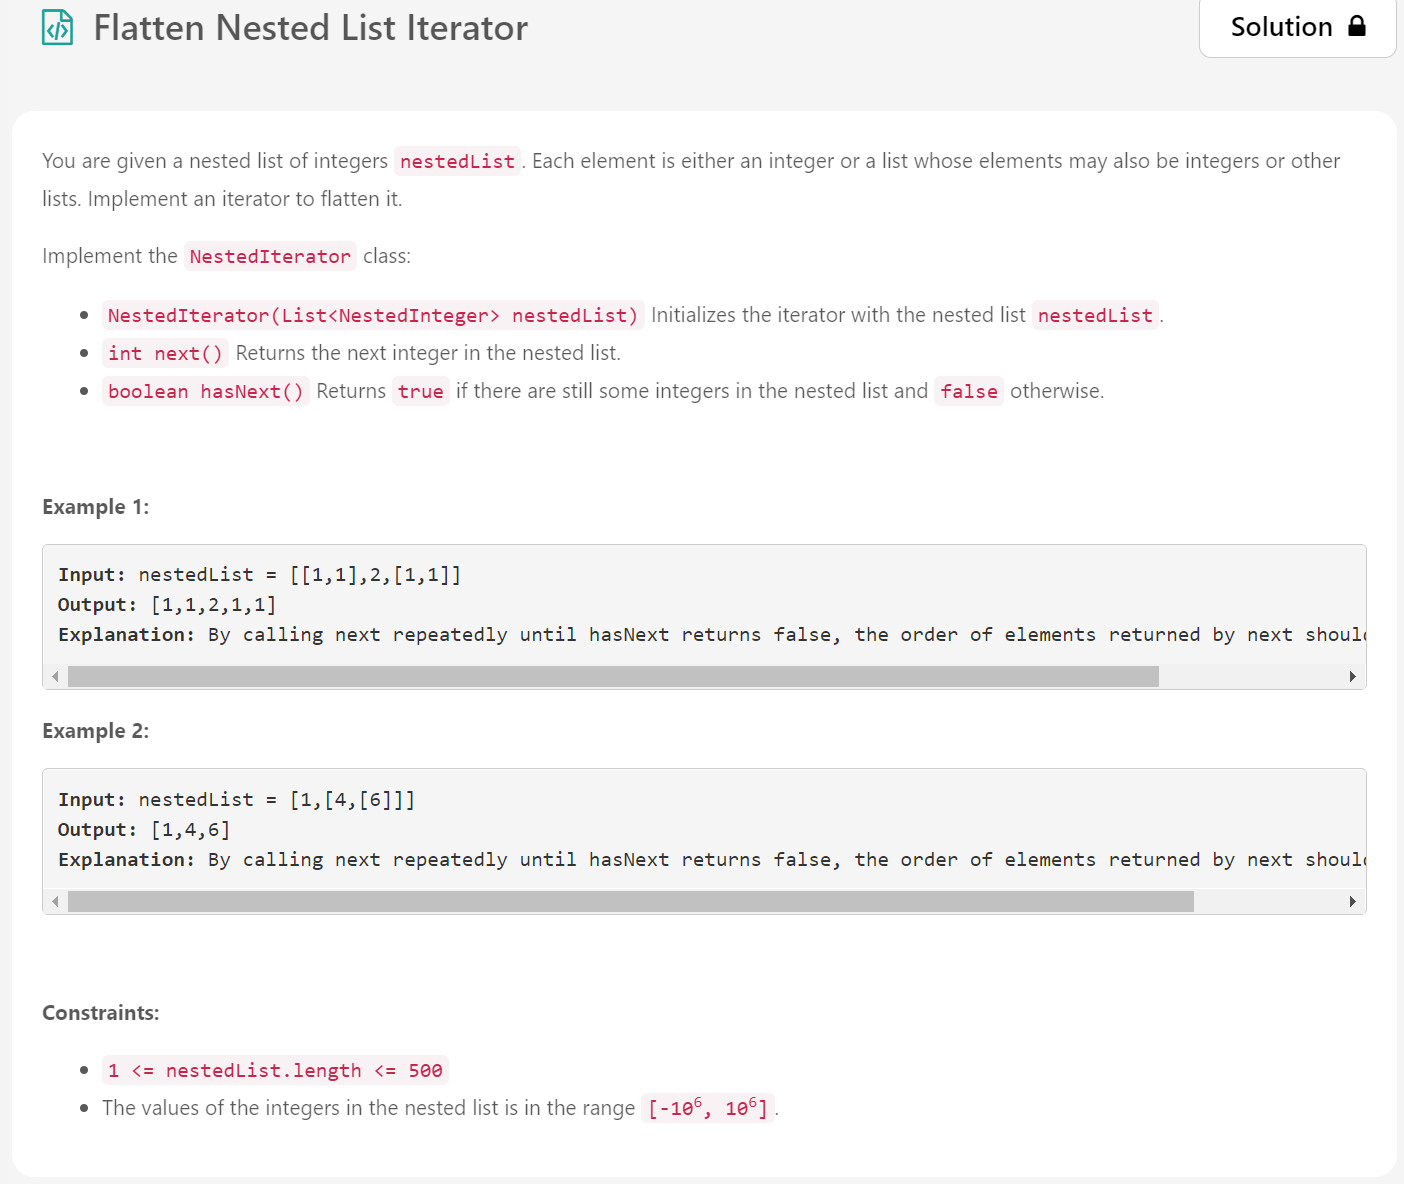 Flatten Nested List Iterator
Solution
You are given a nested list of integers nestedList. Each element is either an integer or a list whose elements may also be integers or other
lists. Implement an iterator to flatten it.
Implement the NestedIterator class:
NestedIterator(List<NestedInteger> nestedList) Initializes the iterator with the nested list nestedList.
int next() Returns the next integer in the nested list.
boolean hasNext() Returns true if there are still some integers in the nested list and false otherwise.
Example 1:
Input: nestedList = [[1,1],2,[1,1]]
Output: [1,1,2,1,1]
Explanation: By calling next repeatedly until hasNext returns false, the order of elements returned by next
Example 2:
Input: nestedList = [1,[4,[6]]]
Output: [1,4,6]
Explanation: By calling next repeatedly until hasNext returns false, the order of elements returned by next
Constraints:
1 <= nestedList.length <= 500
The values of the integers in the nested list is in the range [-10⁶, 10⁶].